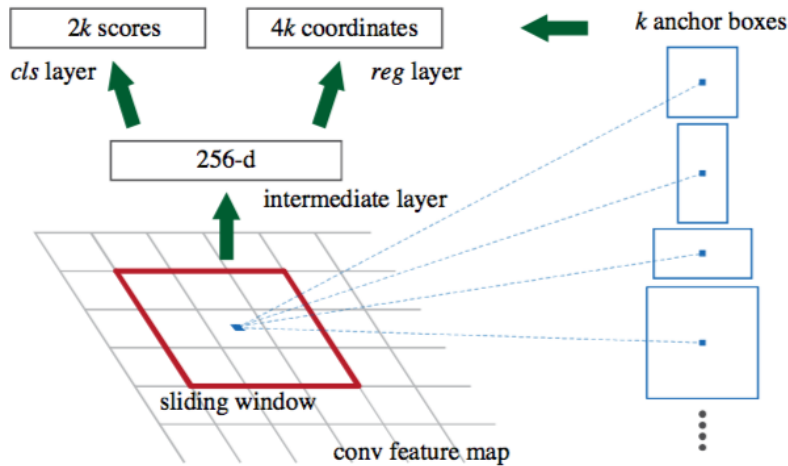 2k scores
4k coordinates
k anchor boxes
cls layer
reg layer
256-d
intermediate layer
sliding window
conv feature map